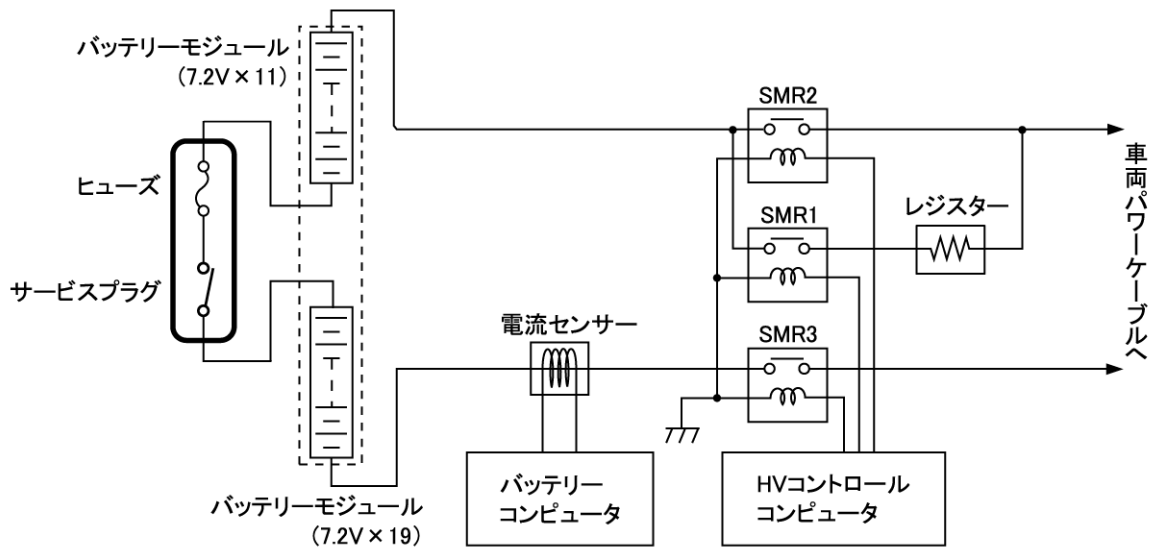 バッテリーモジュール
(7.2V×11)
ヒューズ
サービスプラグ
バッテリーモジュール
(7.2V×19)
電流センサー
バッテリー
コンピュータ
SMR2
SMR1
レジスター
SMR3
HVコントロール
コンピュータ
車両パワーケーブルへ